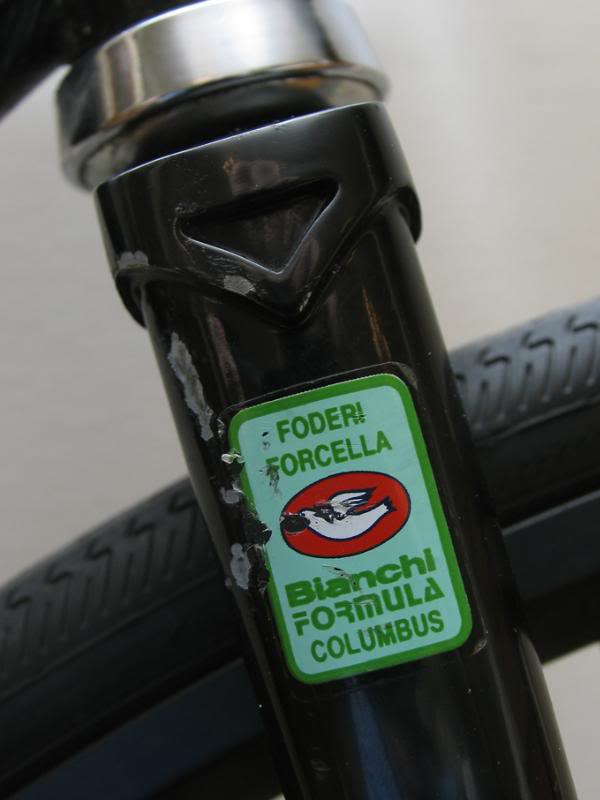 FODERI
FORCELLA
Bianchi
FORMULA
COLUMBUS